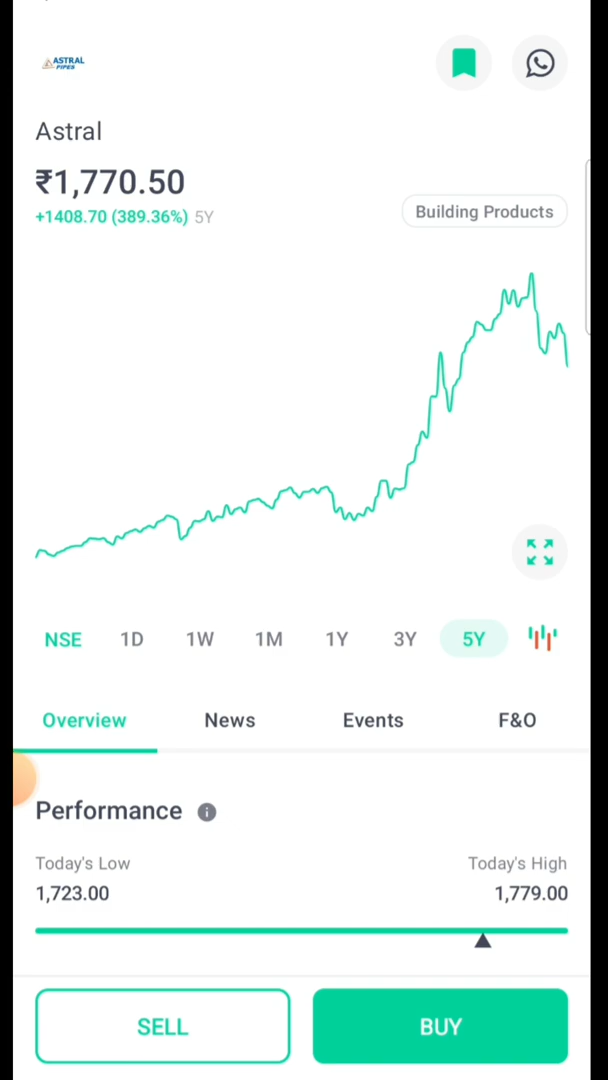 ASTRAL
PIPES
Astral
₹1,770.50
+1408.70 (389.36%) 5Y
Building Products
NSE 1D 1W 1M 1Y 3Y 5Y
Overview News Events F&O
Performance
Today's Low Today's High
1,723.00 1,779.00
SELL BUY